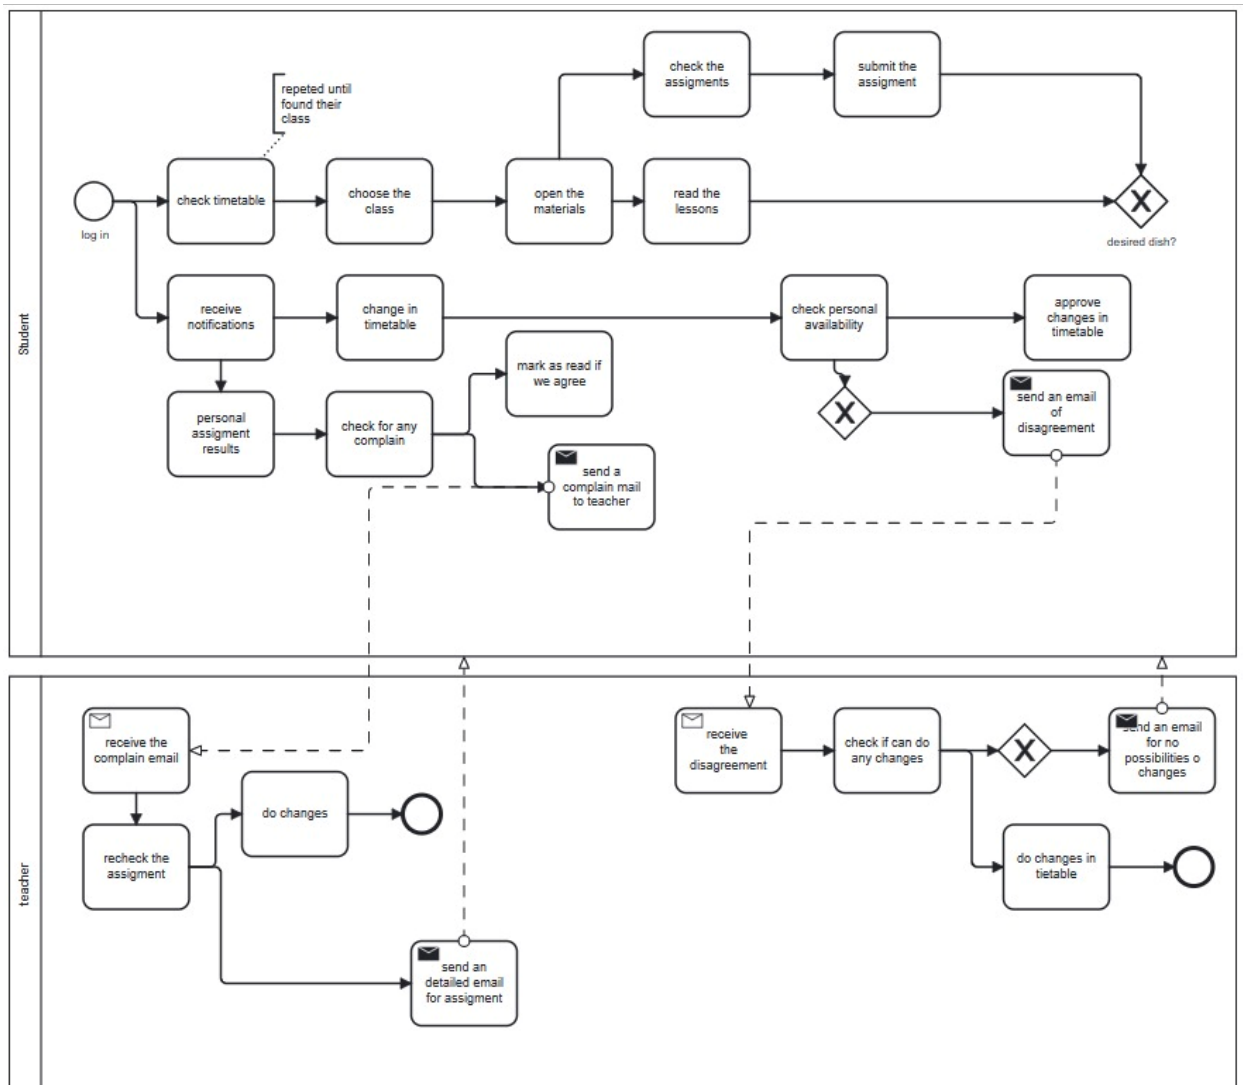 Student
check the
assigments
submit the
assigment
repeted until
found their
class
check timetable
choose the
class
open the
materials
read the
lessons
log in
desired dish?
receive
notifications
change in
timetable
check personal
availability
approve
changes in
timetable
mark as read if
we agree
personal
assigment
results
check for any
complain
send an email
of
disagreement
send a
complain mail
to teacher
teacher
receive the
complain email
receive
the
disagreement
check if can do
any changes
send an email
for no
possibilities o
changes
do changes
recheck the
assigment
do changes in
tietable
send an
detailed email
for assigment